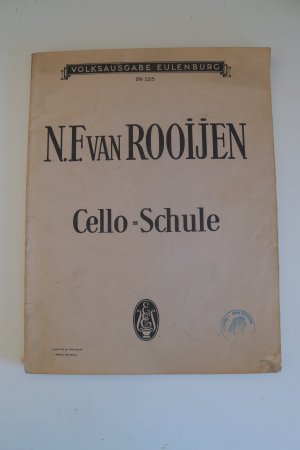 VOLKSAUSGABE EULENBURG
N.F. VAN ROOIJEN
Cello-Schule